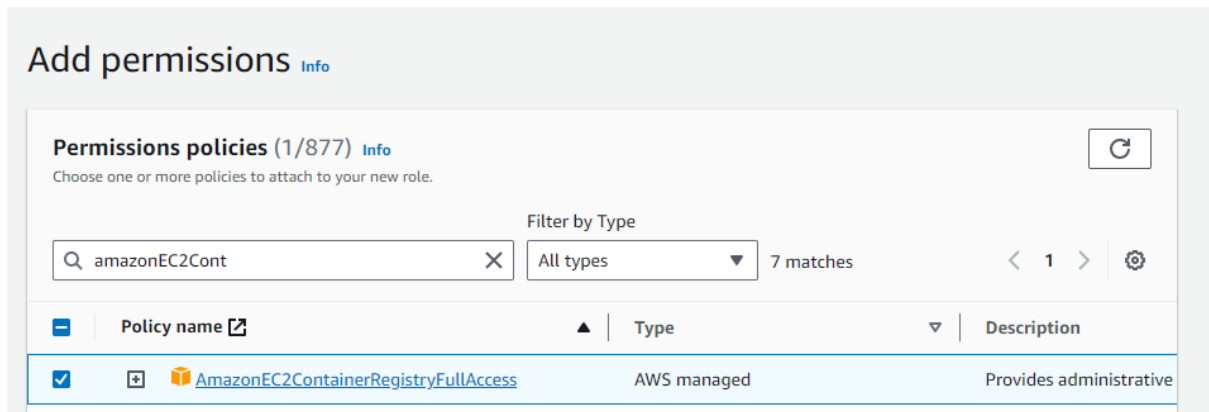 Add permissions Info
Permissions policies (1/877) Info
Choose one or more policies to attach to your new role.
Filter by Type
amazonEC2Cont All types 7 matches 1
Policy name Type Description
AmazonEC2ContainerRegistryFullAccess AWS managed Provides administrative